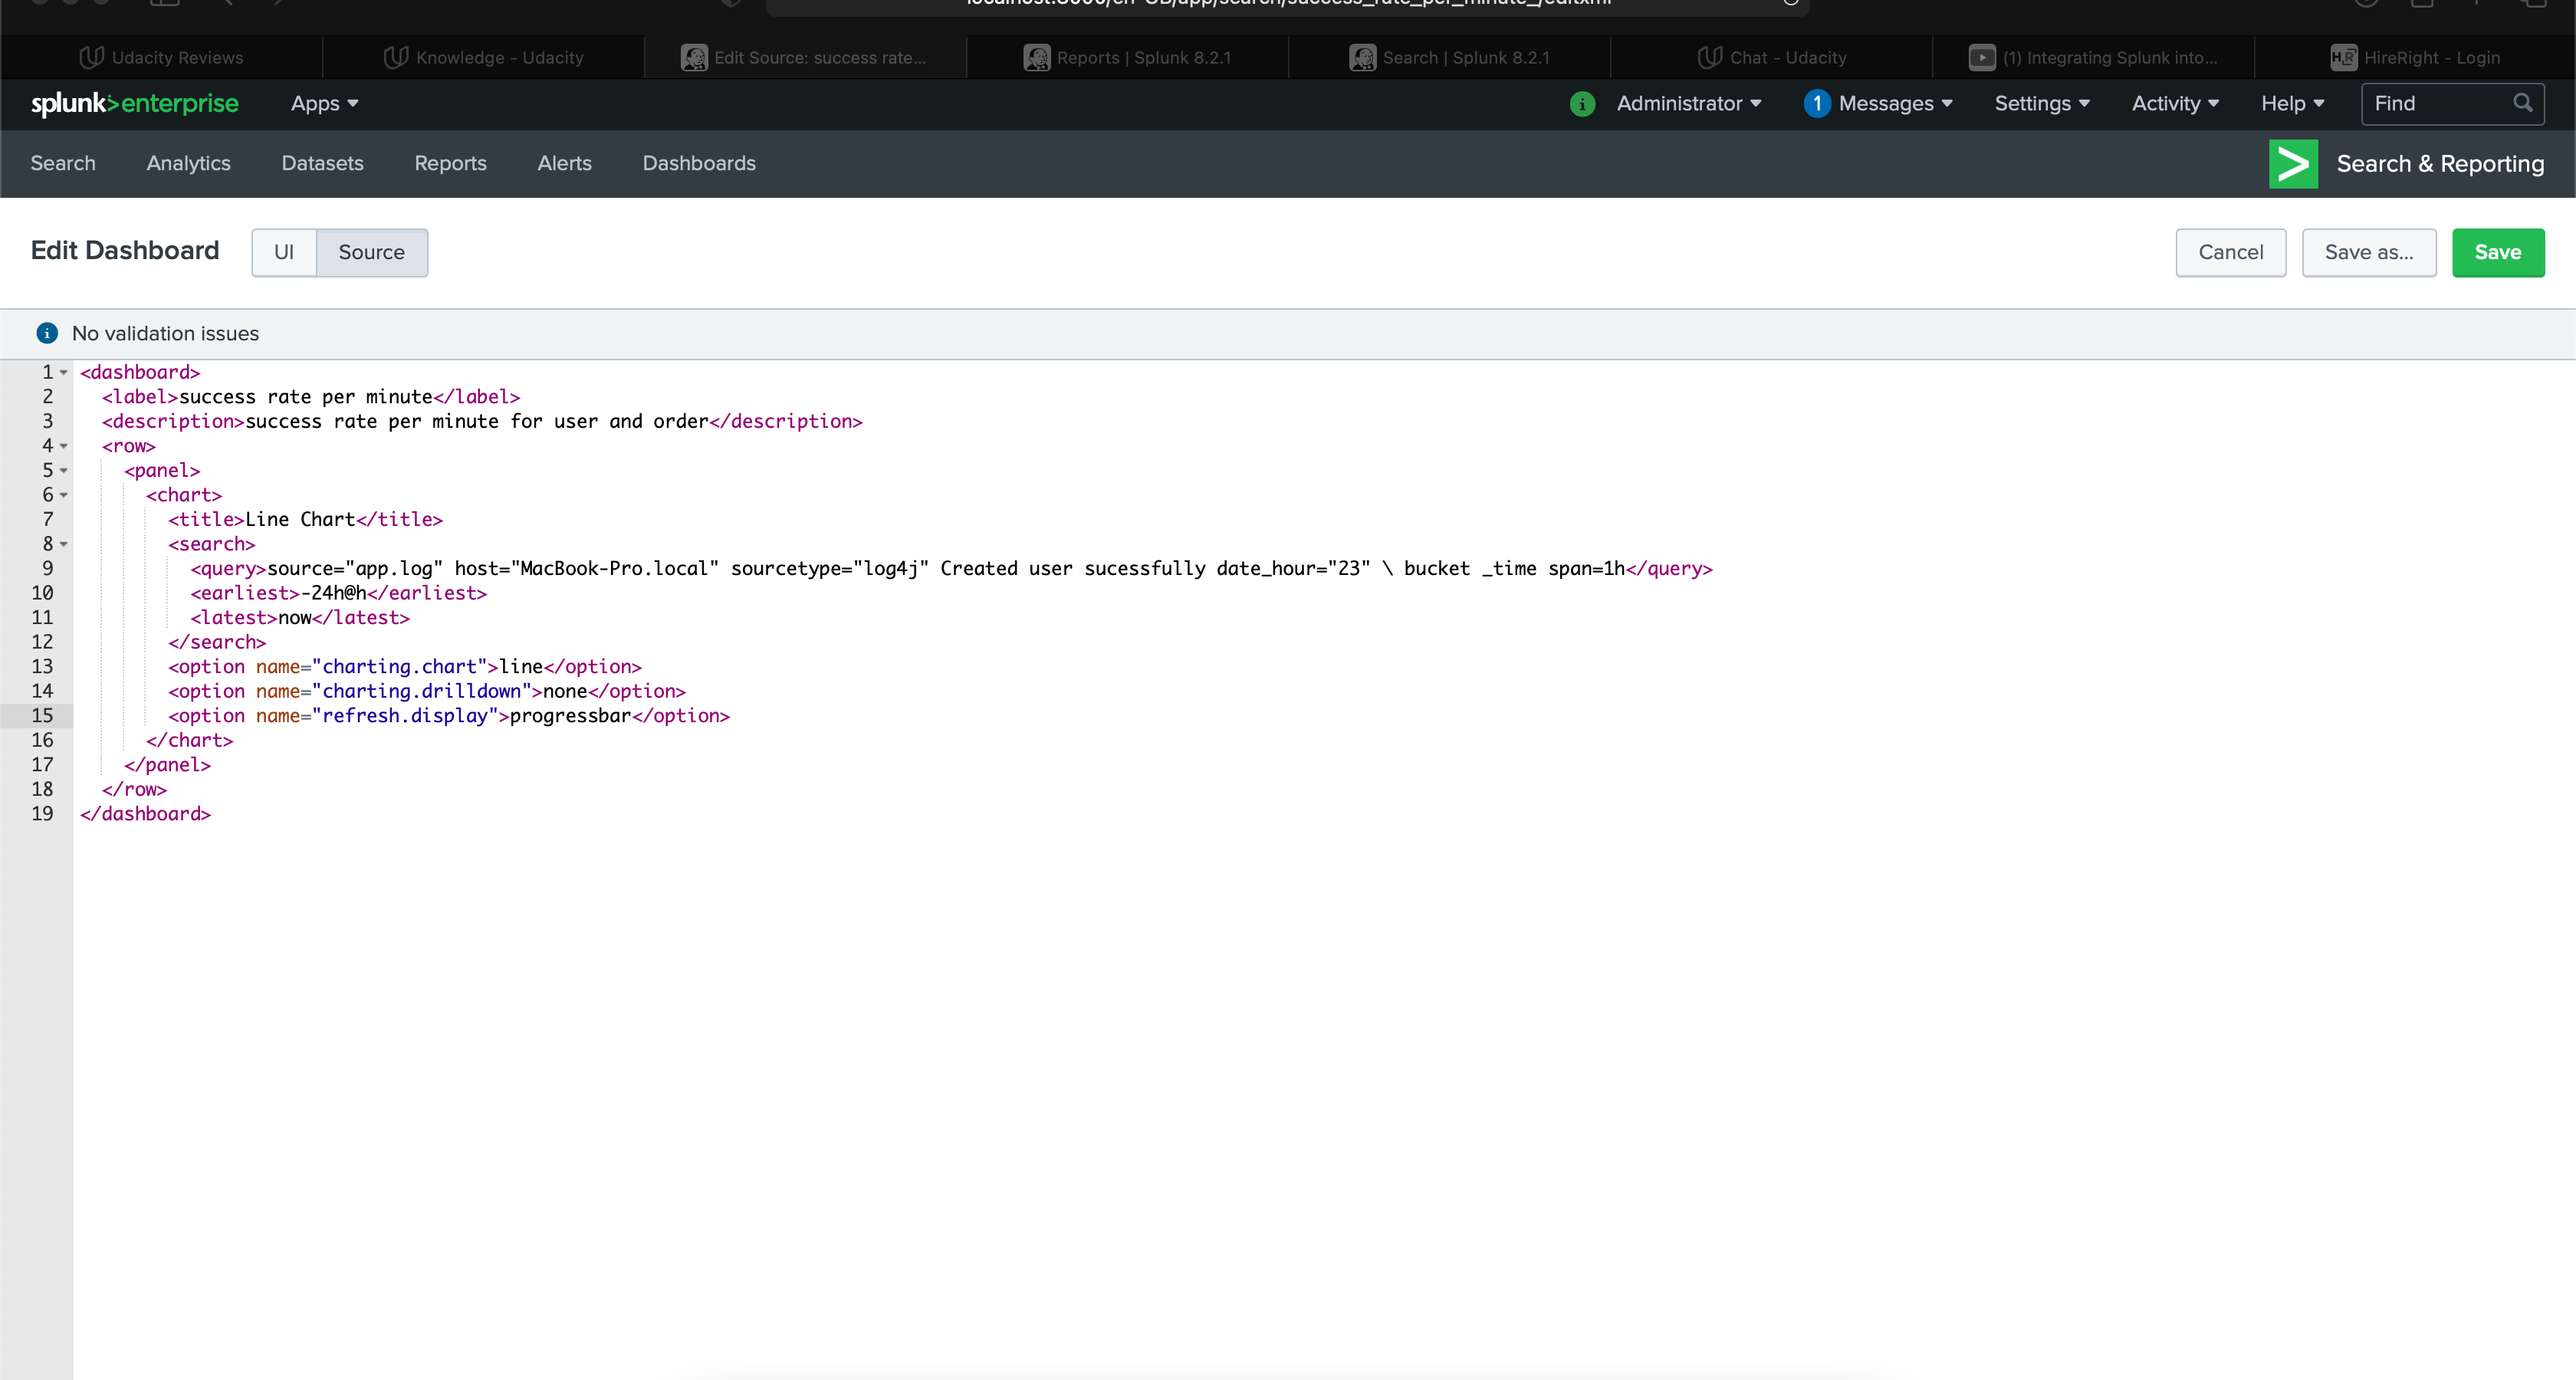 Udacity Reviews
Knowledge - Udacity
Edit Source: success rate...
Reports | Splunk 8.2.1
Search | Splunk 8.2.1
Chat - Udacity
(1) Integrating Splunk into...
HR HireRight - Login
splunk>enterprise Apps i Administrator 1 Messages Settings Activity Help Find
Search Analytics Datasets Reports Alerts Dashboards > Search & Reporting
Edit Dashboard UI Source Cancel Save as... Save
i No validation issues
1 <dashboard>
2 <label>success rate per minute</label>
3 <description>success rate per minute for user and order</description>
4 <row>
5 <panel>
6 <chart>
7 <title>Line Chart</title>
8 <search>
9 <query>source="app.log" host="MacBook-Pro.local" sourcetype="log4j" Created user sucessfully date_hour="23" \ bucket _time span=1h</query>
10 <earliest>-24h@h</earliest>
11 <latest>now</latest>
12 </search>
13 <option name="charting.chart">line</option>
14 <option name="charting.drilldown">none</option>
15 <option name="refresh.display">progressbar</option>
16 </chart>
17 </panel>
18 </row>
19 </dashboard>